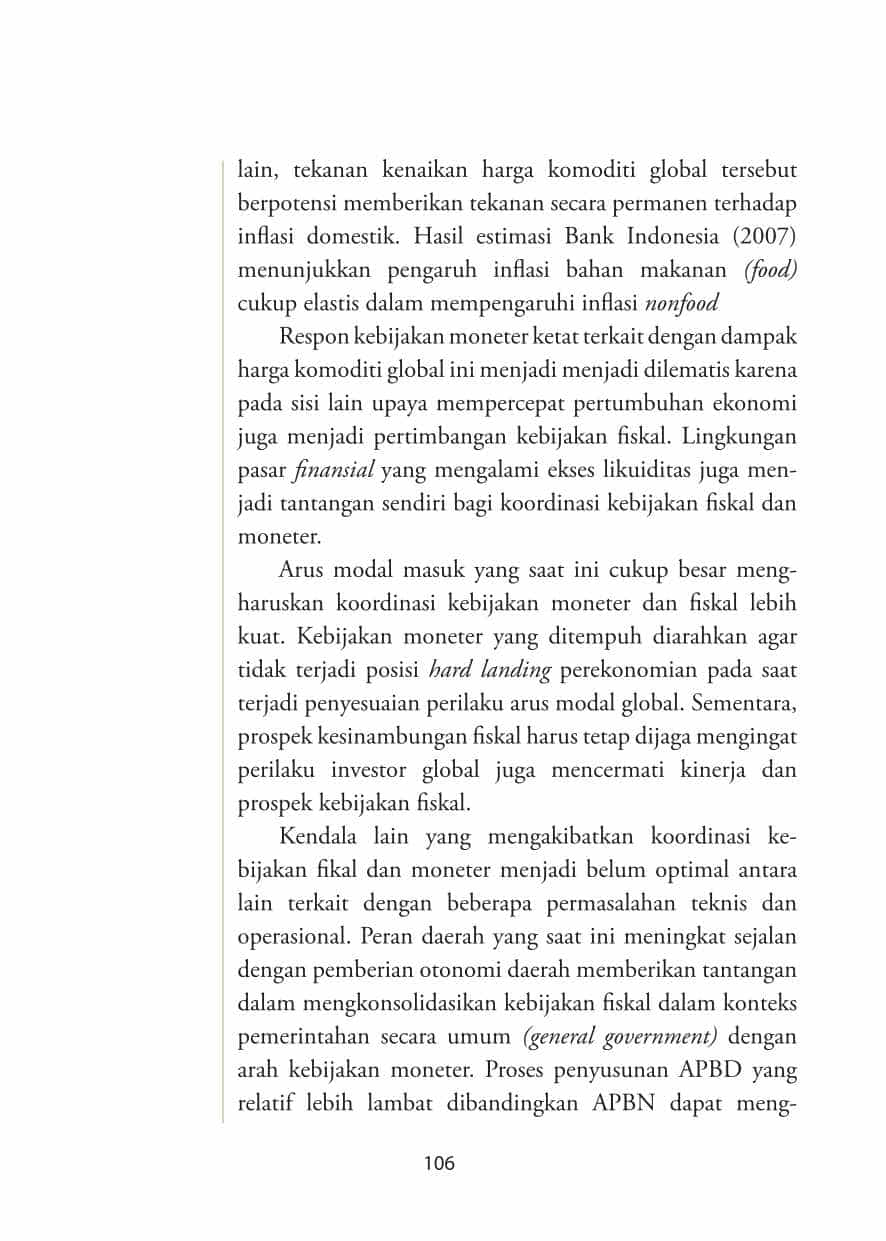 lain, tekanan kenaikan harga komoditi global tersebut
berpotensi memberikan tekanan secara permanen terhadap
inflasi domestik. Hasil estimasi Bank Indonesia (2007)
menunjukkan pengaruh inflasi bahan makanan (food)
cukup elastis dalam mempengaruhi inflasi nonfood
Respon kebijakan moneter ketat terkait dengan dampak
harga komoditi global ini menjadi menjadi dilematis karena
pada sisi lain upaya mempercepat pertumbuhan ekonomi
juga menjadi pertimbangan kebijakan fiskal. Lingkungan
pasar finansial yang mengalami ekses likuiditas juga men-
jadi tantangan sendiri bagi koordinasi kebijakan fiskal dan
moneter.
Arus modal masuk yang saat ini cukup besar meng-
haruskan koordinasi kebijakan moneter dan fiskal lebih
kuat. Kebijakan moneter yang ditempuh diarahkan agar
tidak terjadi posisi hard landing perekonomian pada saat
terjadi penyesuaian perilaku arus modal global. Sementara,
prospek kesinambungan fiskal harus tetap dijaga mengingat
perilaku investor global juga mencermati kinerja dan
prospek kebijakan fiskal.
Kendala lain yang mengakibatkan koordinasi ke-
bijakan fikal dan moneter menjadi belum optimal antara
lain terkait dengan beberapa permasalahan teknis dan
operasional. Peran daerah yang saat ini meningkat sejalan
dengan pemberian otonomi daerah memberikan tantangan
dalam mengkonsolidasikan kebijakan fiskal dalam konteks
pemerintahan secara umum (general government) dengan
arah kebijakan moneter. Proses penyusunan APBD yang
relatif lebih lambat dibandingkan APBN dapat meng-
106